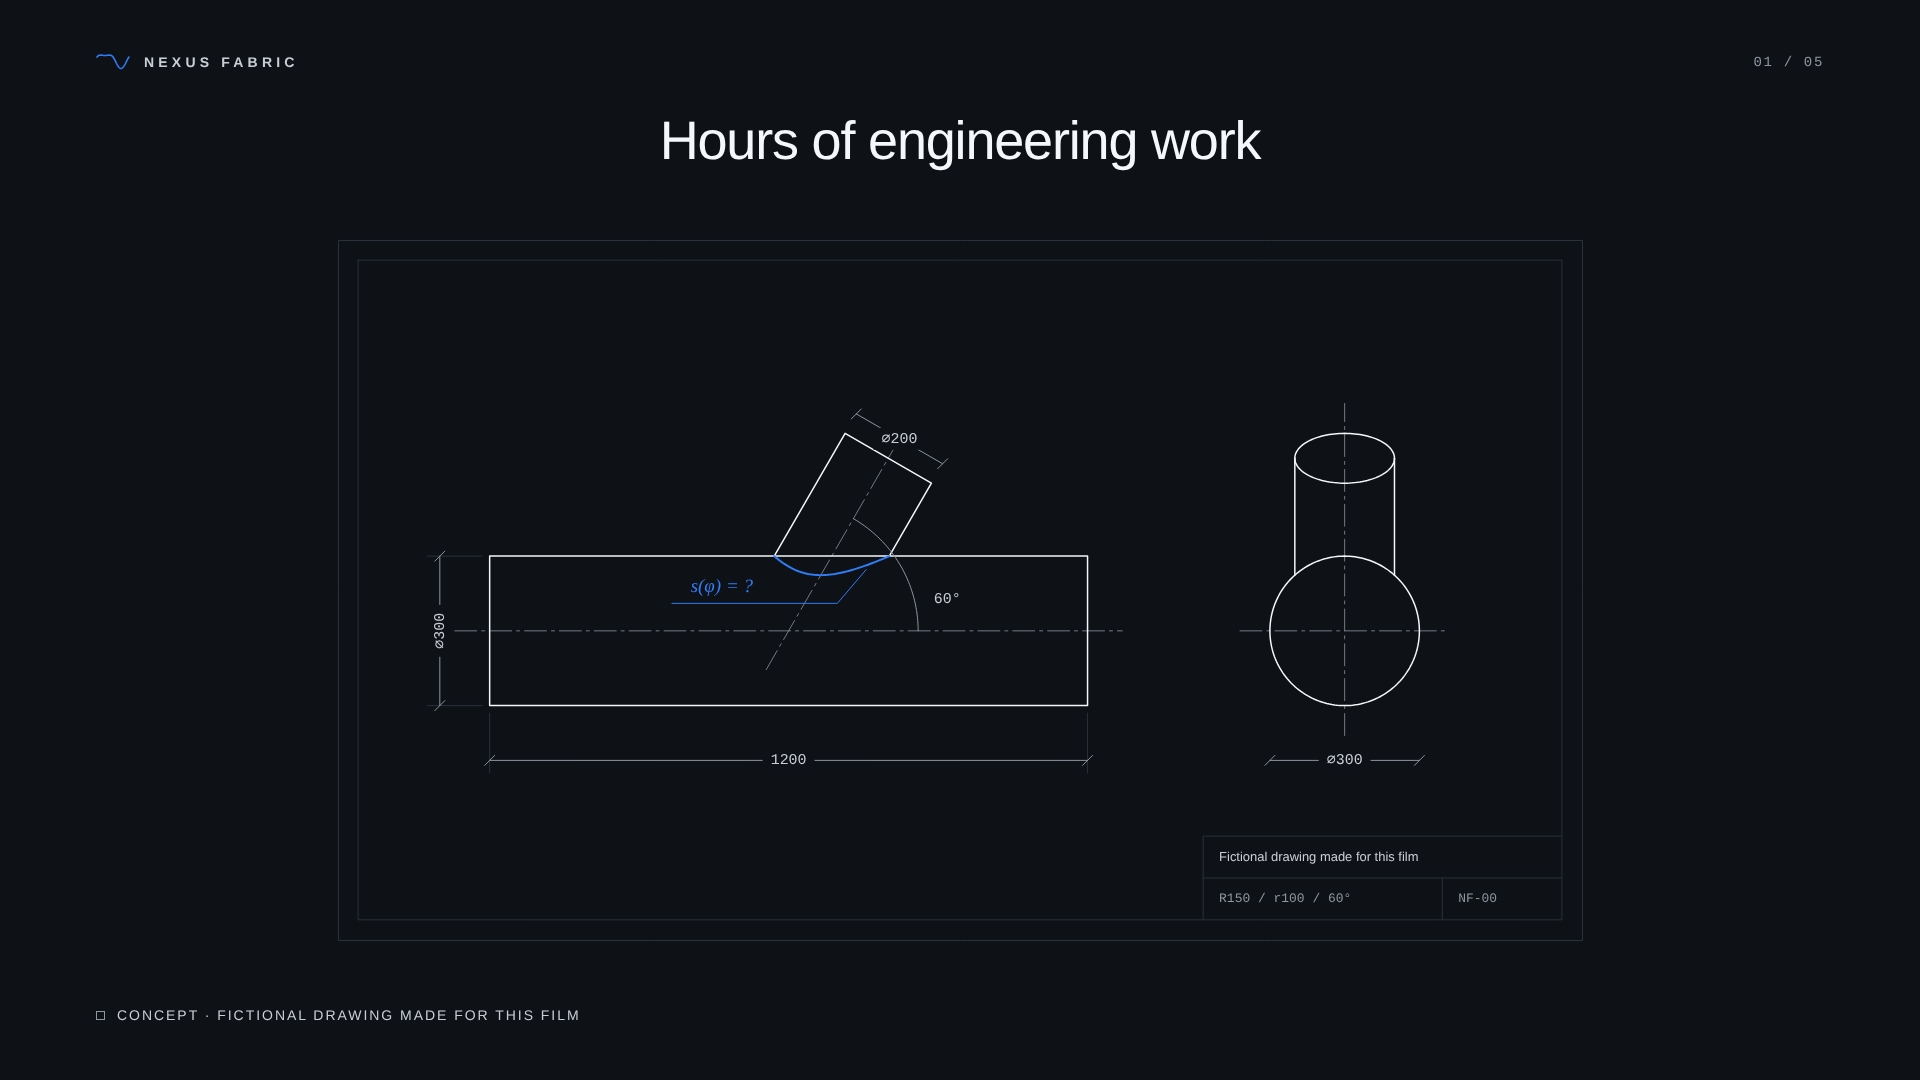 NEXUS FABRIC
01 / 05
Hours of engineering work
⌀200
s(φ) = ?
60°
⌀300
1200
⌀300
Fictional drawing made for this film
R150 / r100 / 60°
NF-00
CONCEPT · FICTIONAL DRAWING MADE FOR THIS FILM